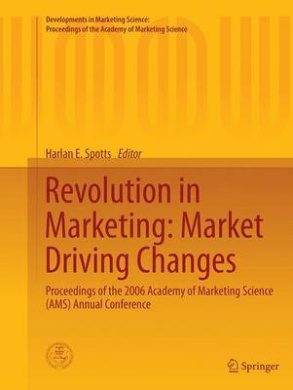 Developments in Marketing Science:
Proceedings of the Academy of Marketing Science
Harlan E. Spotts Editor
Revolution in
Marketing: Market
Driving Changes
Proceedings of the 2006 Academy of Marketing Science
(AMS) Annual Conference
Springer